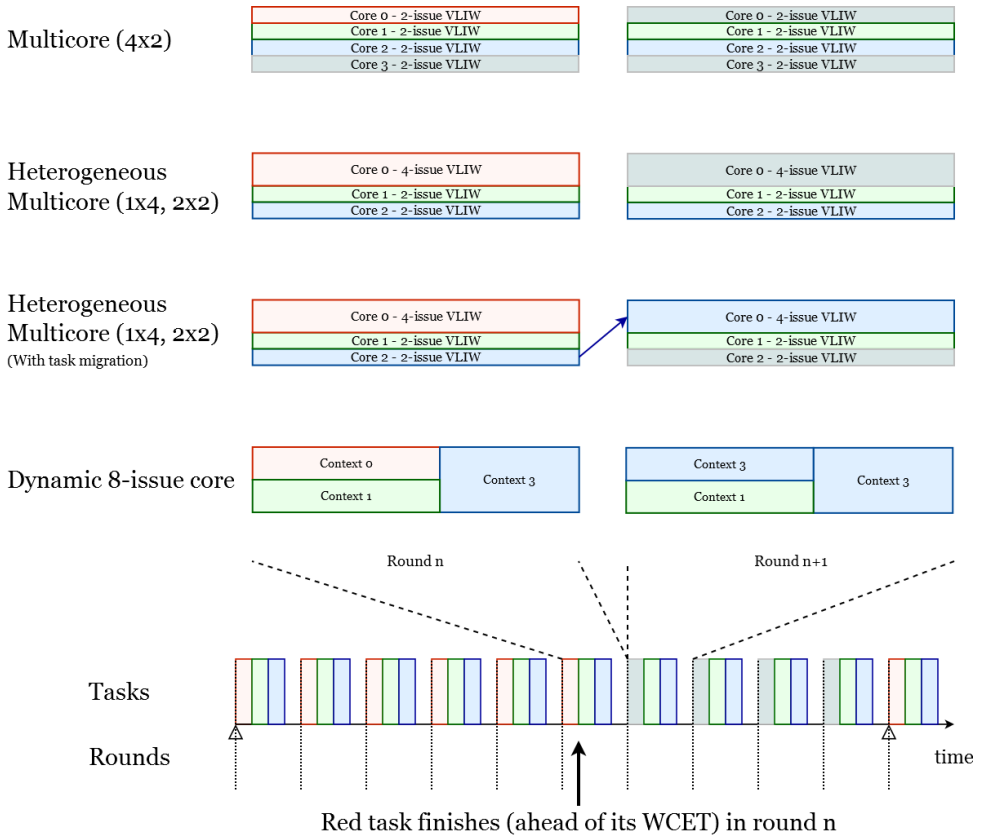 Multicore (4x2)
Core 0 - 2-issue VLIW
Core 1 - 2-issue VLIW
Core 2 - 2-issue VLIW
Core 3 - 2-issue VLIW
Core 0 - 2-issue VLIW
Core 1 - 2-issue VLIW
Core 2 - 2-issue VLIW
Core 3 - 2-issue VLIW
Heterogeneous
Multicore (1x4, 2x2)
Core 0 - 4-issue VLIW
Core 1 - 2-issue VLIW
Core 2 - 2-issue VLIW
Core 0 - 4-issue VLIW
Core 1 - 2-issue VLIW
Core 2 - 2-issue VLIW
Heterogeneous
Multicore (1x4, 2x2)
(With task migration)
Core 0 - 4-issue VLIW
Core 1 - 2-issue VLIW
Core 2 - 2-issue VLIW
Core 0 - 4-issue VLIW
Core 1 - 2-issue VLIW
Core 2 - 2-issue VLIW
Dynamic 8-issue core
Context 0
Context 1
Context 3
Context 3
Context 1
Context 3
Round n
Round n+1
Tasks
Rounds
time
Red task finishes (ahead of its WCET) in round n